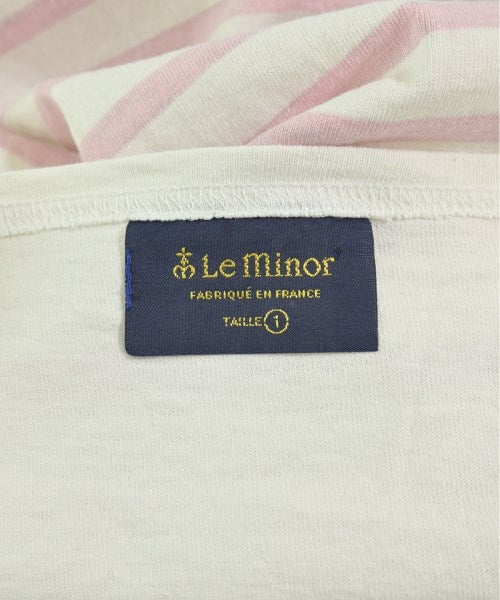 Le Minor
FABRIQUÉ EN FRANCE
TAILLE 1